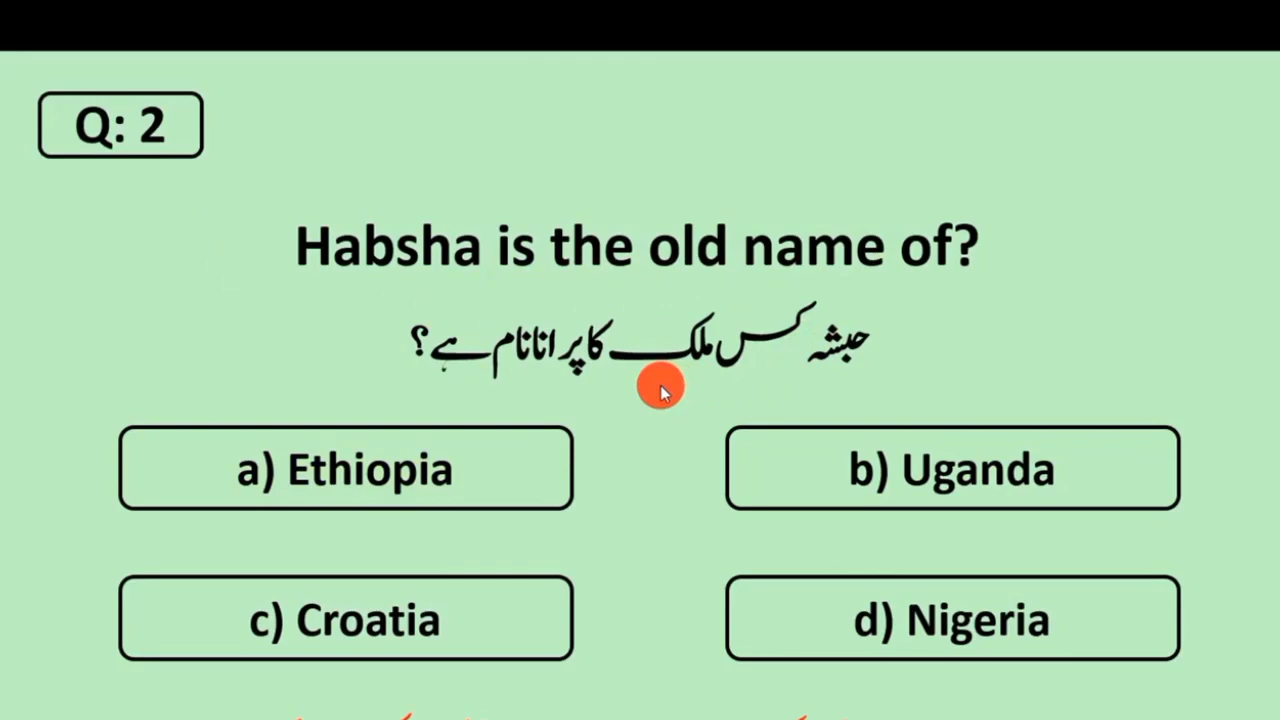 Q: 2
Habsha is the old name of?
حبشہ کس ملک کا پرانا نام ہے؟
a) Ethiopia
b) Uganda
c) Croatia
d) Nigeria